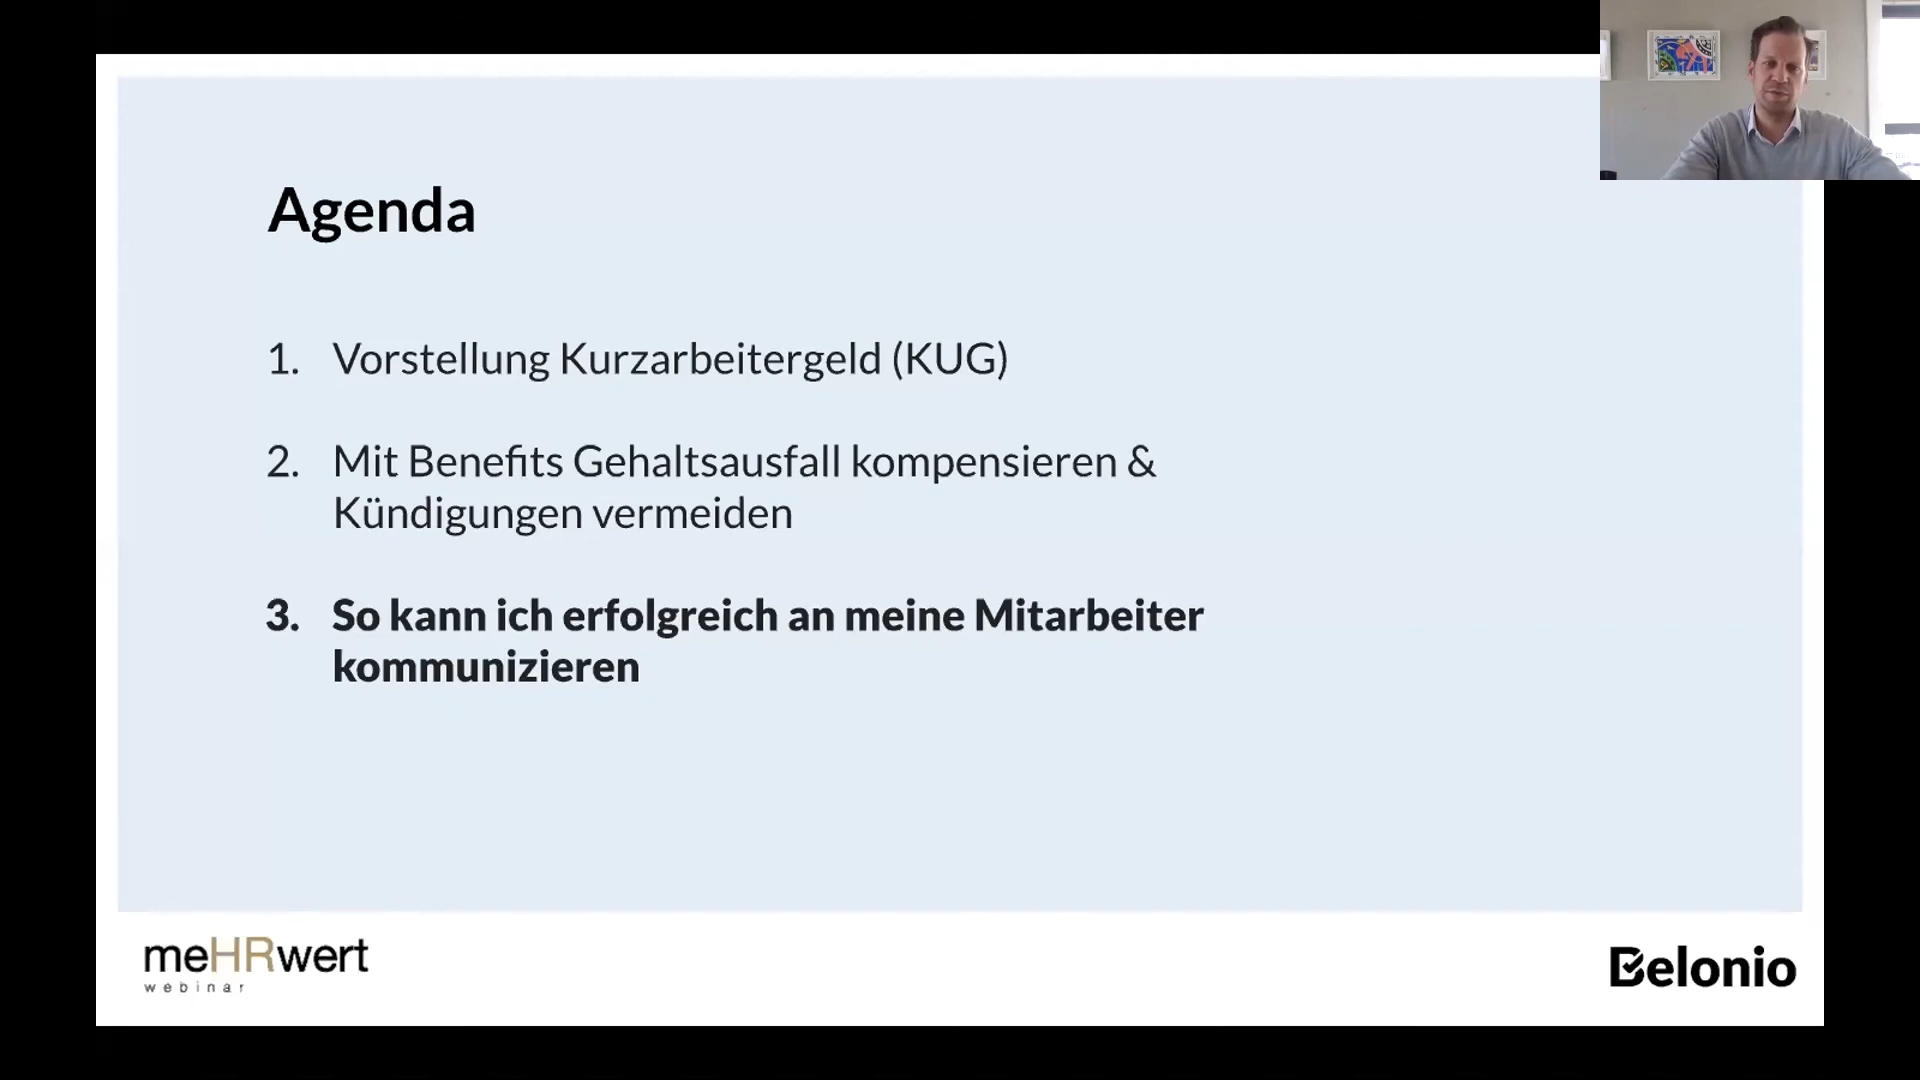 Agenda
1. Vorstellung Kurzarbeitergeld (KUG)
2. Mit Benefits Gehaltsausfall kompensieren &
Kündigungen vermeiden
3. So kann ich erfolgreich an meine Mitarbeiter
kommunizieren
meHRwert
webinar
Belonio